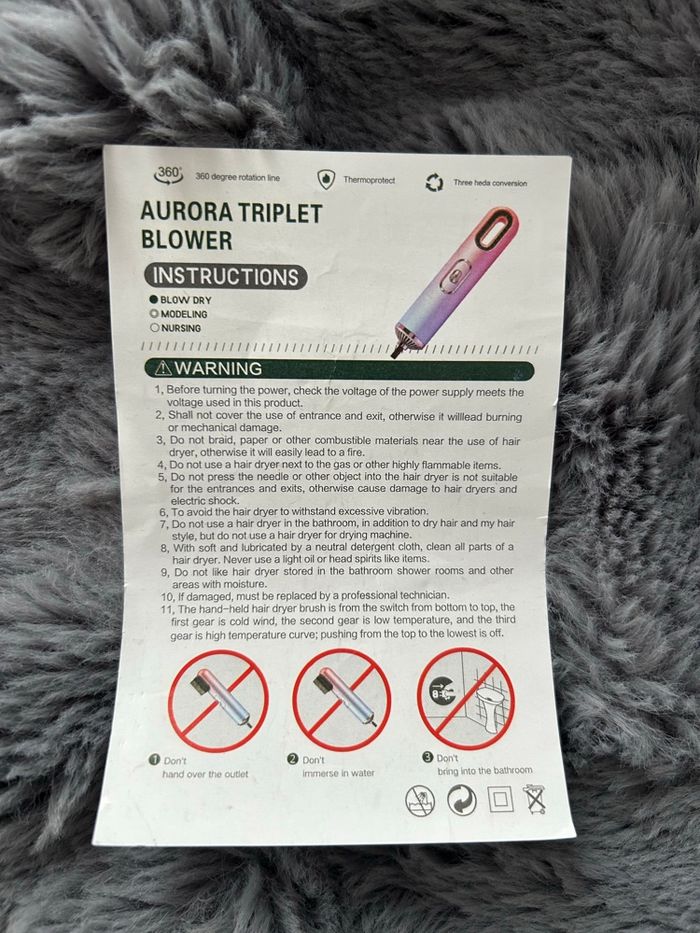 360°
360 degree rotation line
Thermoprotect
Three heda conversion
AURORA TRIPLET
BLOWER
INSTRUCTIONS
BLOW DRY
MODELING
NURSING
WARNING
1, Before turning the power, check the voltage of the power supply meets the
voltage used in this product.
2, Shall not cover the use of entrance and exit, otherwise it willlead burning
or mechanical damage.
3, Do not braid, paper or other combustible materials near the use of hair
dryer, otherwise it will easily lead to a fire.
4, Do not use a hair dryer next to the gas or other highly flammable items.
5, Do not press the needle or other object into the hair dryer is not suitable
for the entrances and exits, otherwise cause damage to hair dryers and
electric shock.
6, To avoid the hair dryer to withstand excessive vibration.
7, Do not use a hair dryer in the bathroom, in addition to dry hair and my hair
style, but do not use a hair dryer for drying machine.
8, With soft and lubricated by a neutral detergent cloth, clean all parts of a
hair dryer. Never use a light oil or head spirits like items.
9, Do not like hair dryer stored in the bathroom shower rooms and other
areas with moisture.
10, If damaged, must be replaced by a professional technician.
11, The hand-held hair dryer brush is from the switch from bottom to top, the
first gear is cold wind, the second gear is low temperature, and the third
gear is high temperature curve; pushing from the top to the lowest is off.
1 Don't
hand over the outlet
2 Don't
immerse in water
3 Don't
bring into the bathroom